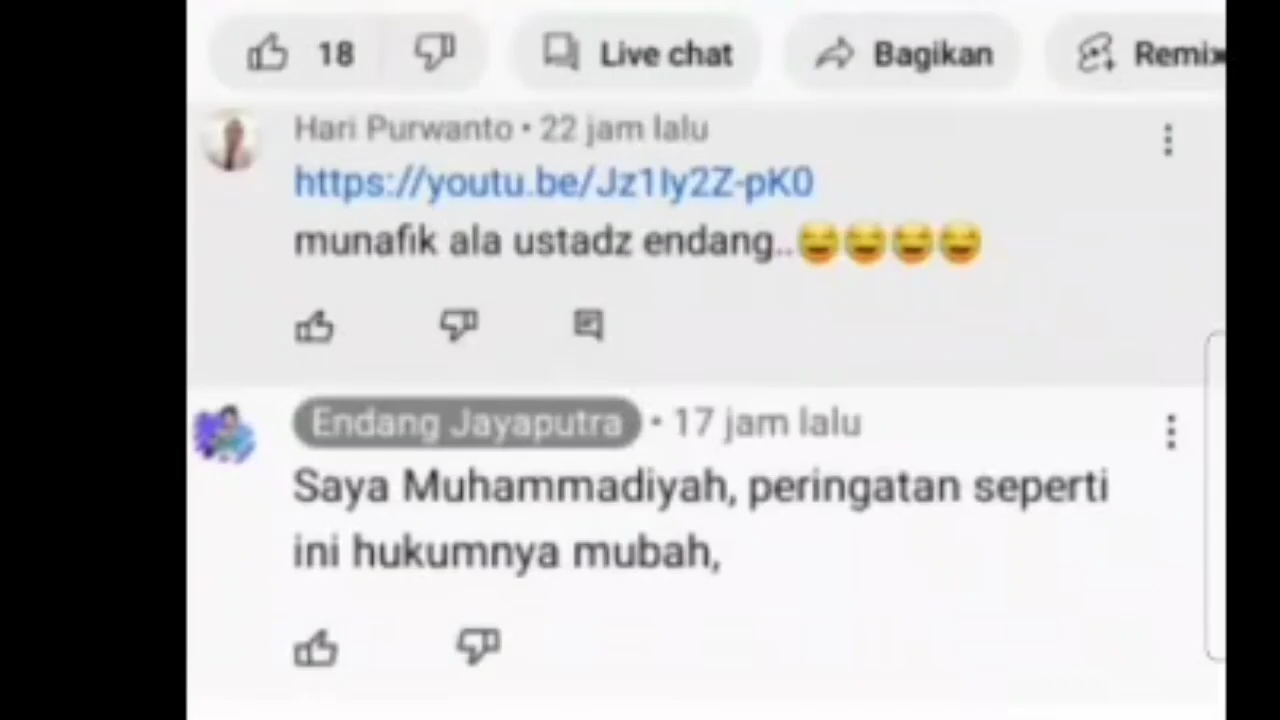 18 Live chat Bagikan Remix
Hari Purwanto • 22 jam lalu
https://youtu.be/Jz1Iy2Z-pK0
munafik ala ustadz endang..😆😆😆😆
Endang Jayaputra • 17 jam lalu
Saya Muhammadiyah, peringatan seperti
ini hukumnya mubah,